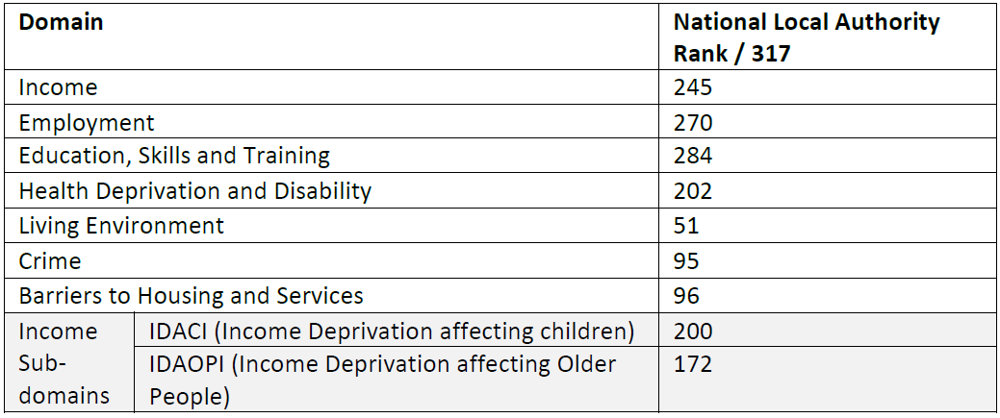 Domain
National Local Authority
Rank / 317
Income
245
Employment
270
Education, Skills and Training
284
Health Deprivation and Disability
202
Living Environment
51
Crime
95
Barriers to Housing and Services
96
Income
Sub-
domains
IDACI (Income Deprivation affecting children)
200
IDAOPI (Income Deprivation affecting Older
People)
172